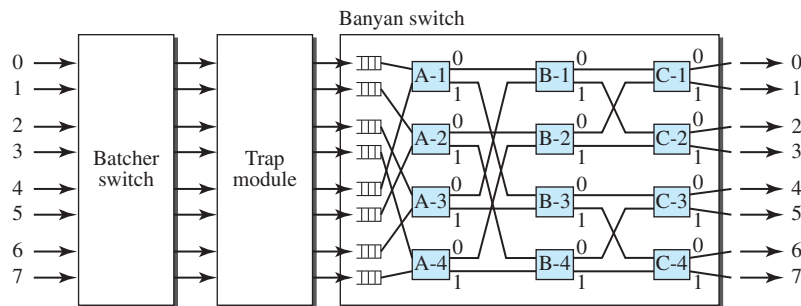 Banyan switch
0 A-1 0 B-1 0 C-1 0 0
1 1 1 1 1
2 A-2 0 B-2 0 C-2 0 2
3 1 1 1 3
Batcher switch
Trap module
4 A-3 0 B-3 0 C-3 0 4
5 1 1 1 5
6 A-4 0 B-4 0 C-4 0 6
7 1 1 1 7